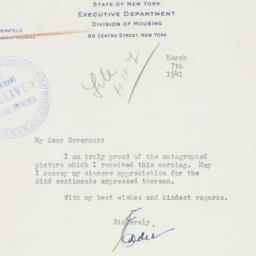 STATE OF NEW YORK
EXECUTIVE DEPARTMENT
DIVISION OF HOUSING
80 CENTRE STREET, NEW YORK
March
7th
1941
My dear Governor:
I am truly proud of the autographed
picture which I received this morning. May
I convey my sincere appreciation for the
kind sentiments expressed thereon.
With my best wishes and kindest regards.
Sincerely
Eddie